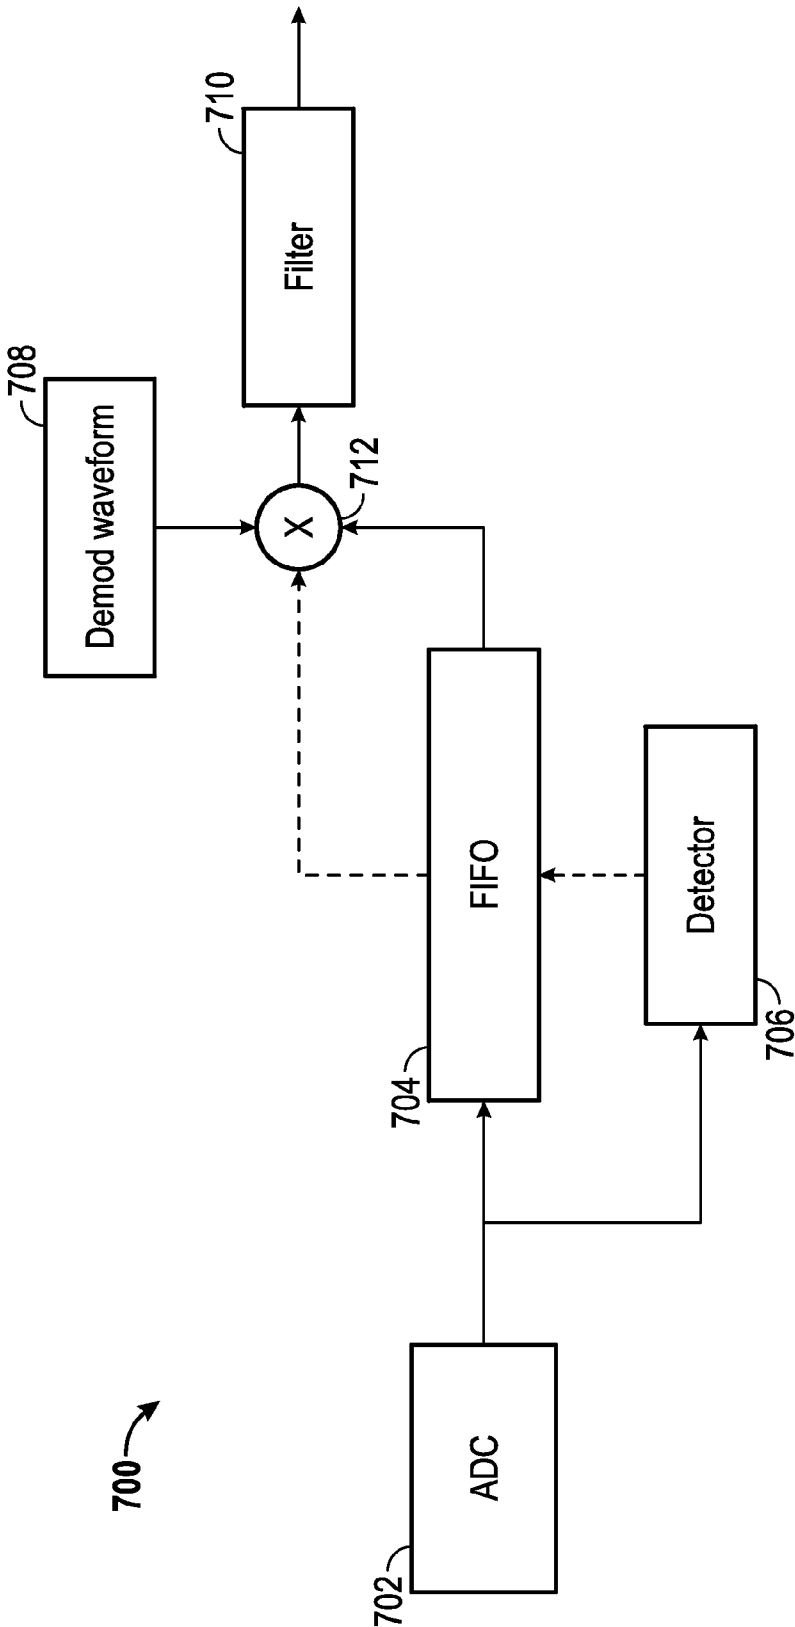 700
702
ADC
704
FIFO
706
Detector
708
Demod waveform
X
712
710
Filter